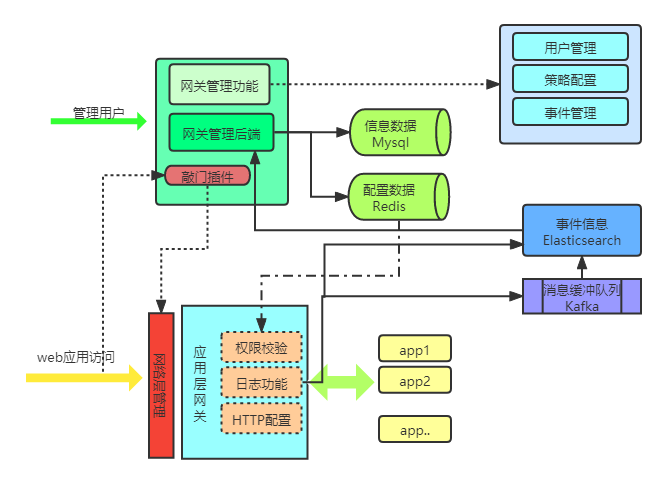 用户管理
网关管理功能
策略配置
管理用户
事件管理
网关管理后端
信息数据
Mysql
敲门插件
配置数据
Redis
事件信息
Elasticsearch
消息缓冲队列
Kafka
web应用访问
网络层管理
应用层网关
权限校验
日志功能
HTTP配置
app1
app2
app..